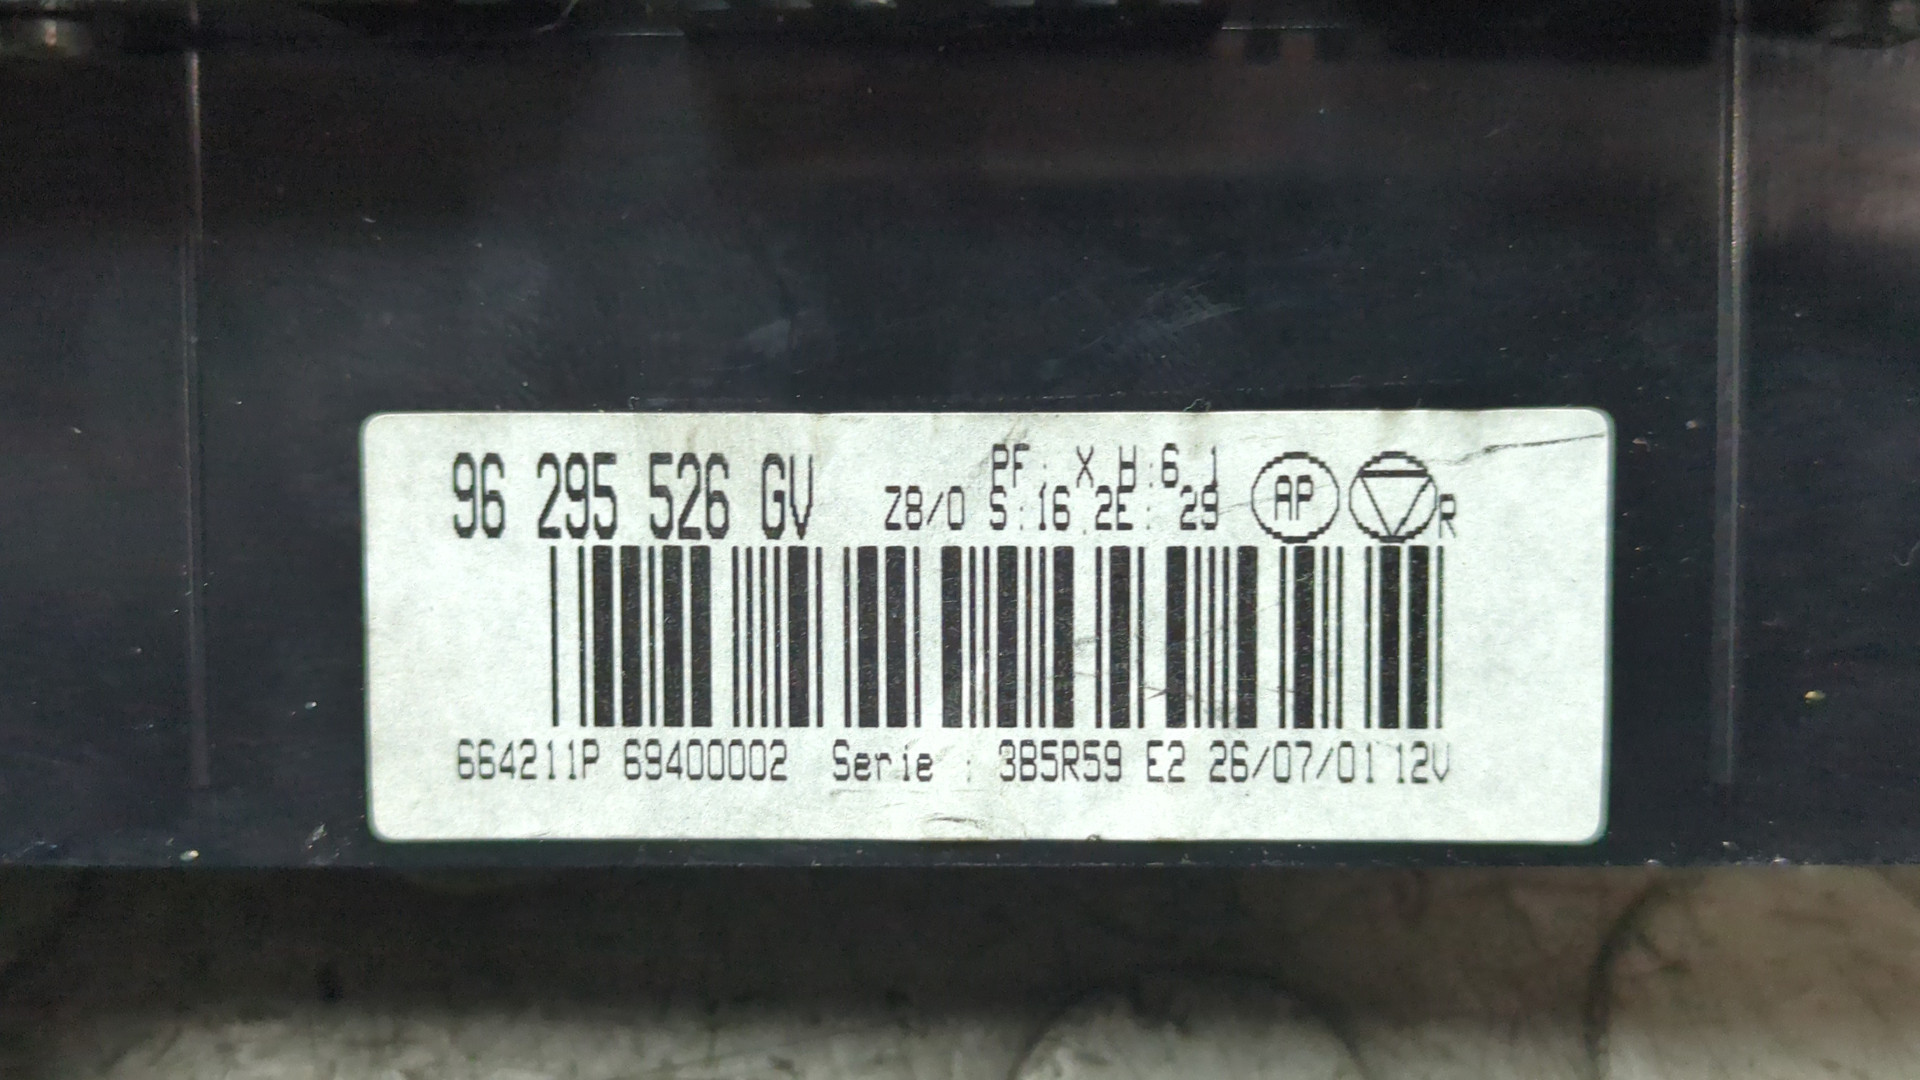 PF: X H:6 J
96 295 526 GV Z8/0 S:16 2E: 29 AP R
664211P 69400002 Serie : 3B5R59 E2 26/07/01 12V